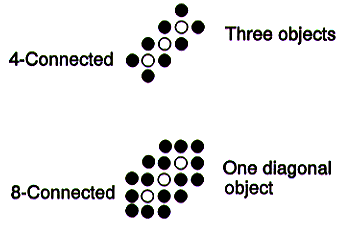 Three objects
4-Connected
One diagonal
object
8-Connected